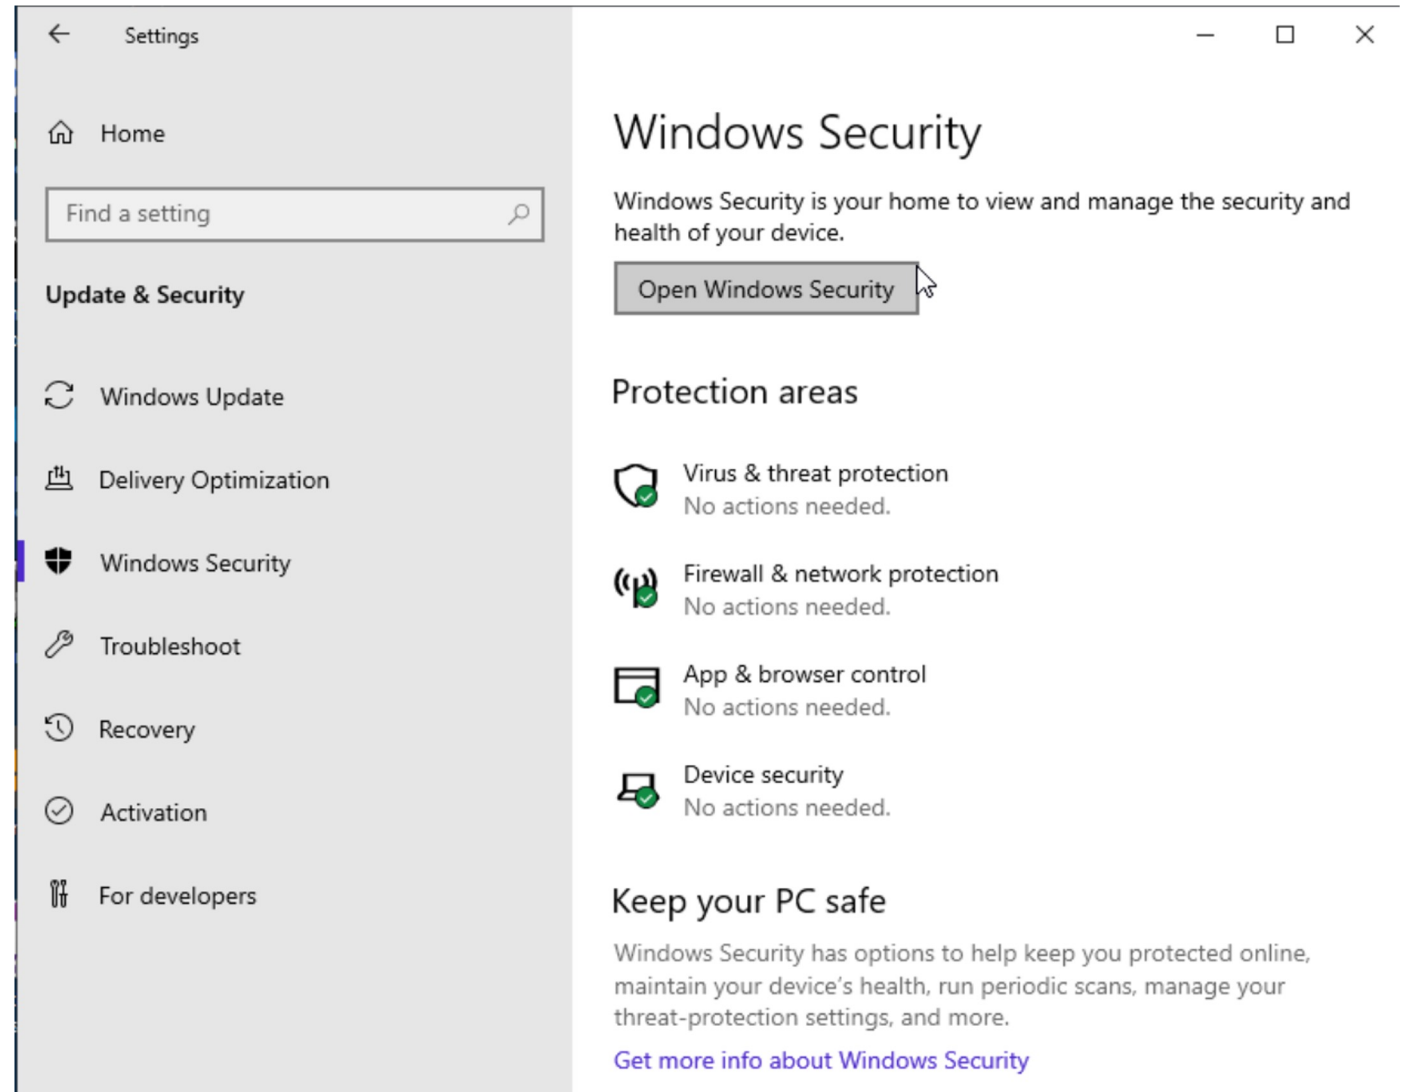 Settings
Home
Find a setting
Update & Security
Windows Update
Delivery Optimization
Windows Security
Troubleshoot
Recovery
Activation
For developers
Windows Security
Windows Security is your home to view and manage the security and
health of your device.
Open Windows Security
Protection areas
Virus & threat protection
No actions needed.
Firewall & network protection
No actions needed.
App & browser control
No actions needed.
Device security
No actions needed.
Keep your PC safe
Windows Security has options to help keep you protected online,
maintain your device’s health, run periodic scans, manage your
threat-protection settings, and more.
Get more info about Windows Security